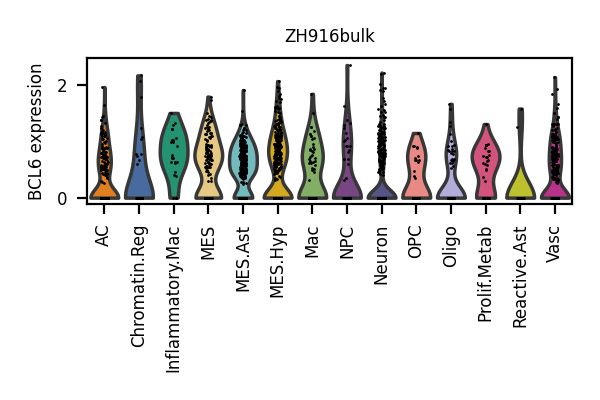 ZH916bulk
BCL6 expression
2
0
AC
Chromatin.Reg
Inflammatory.Mac
MES
MES.Ast
MES.Hyp
Mac
NPC
Neuron
OPC
Oligo
Prolif.Metab
Reactive.Ast
Vasc